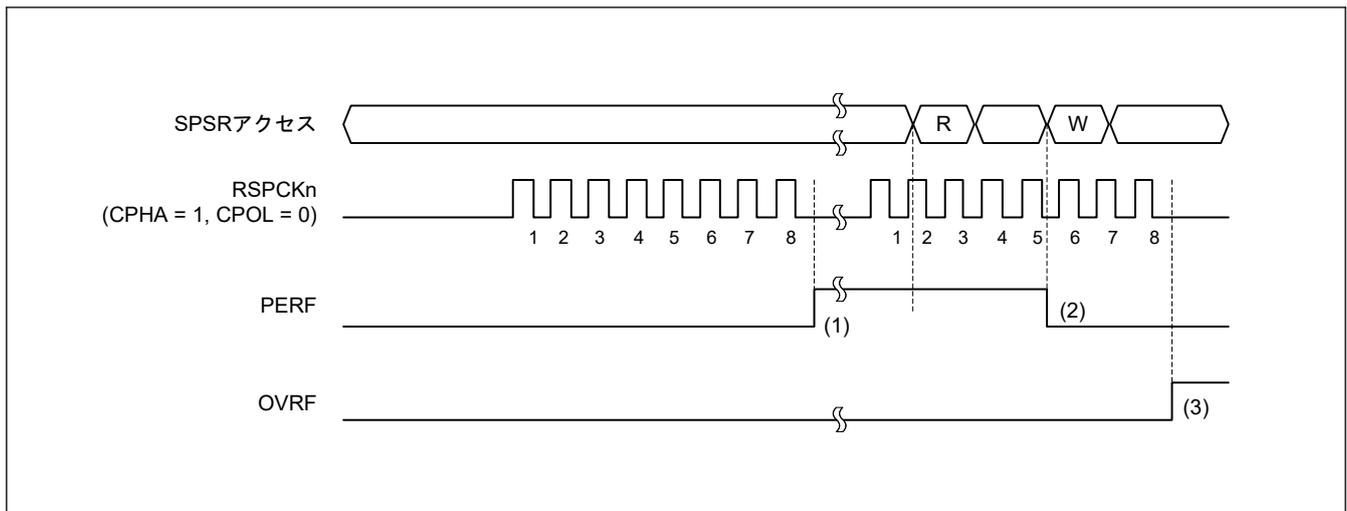 SPSRアクセス
R
W
RSPCKn
(CPHA = 1, CPOL = 0)
1 2 3 4 5 6 7 8 1 2 3 4 5 6 7 8
PERF
(1)
(2)
OVRF
(3)